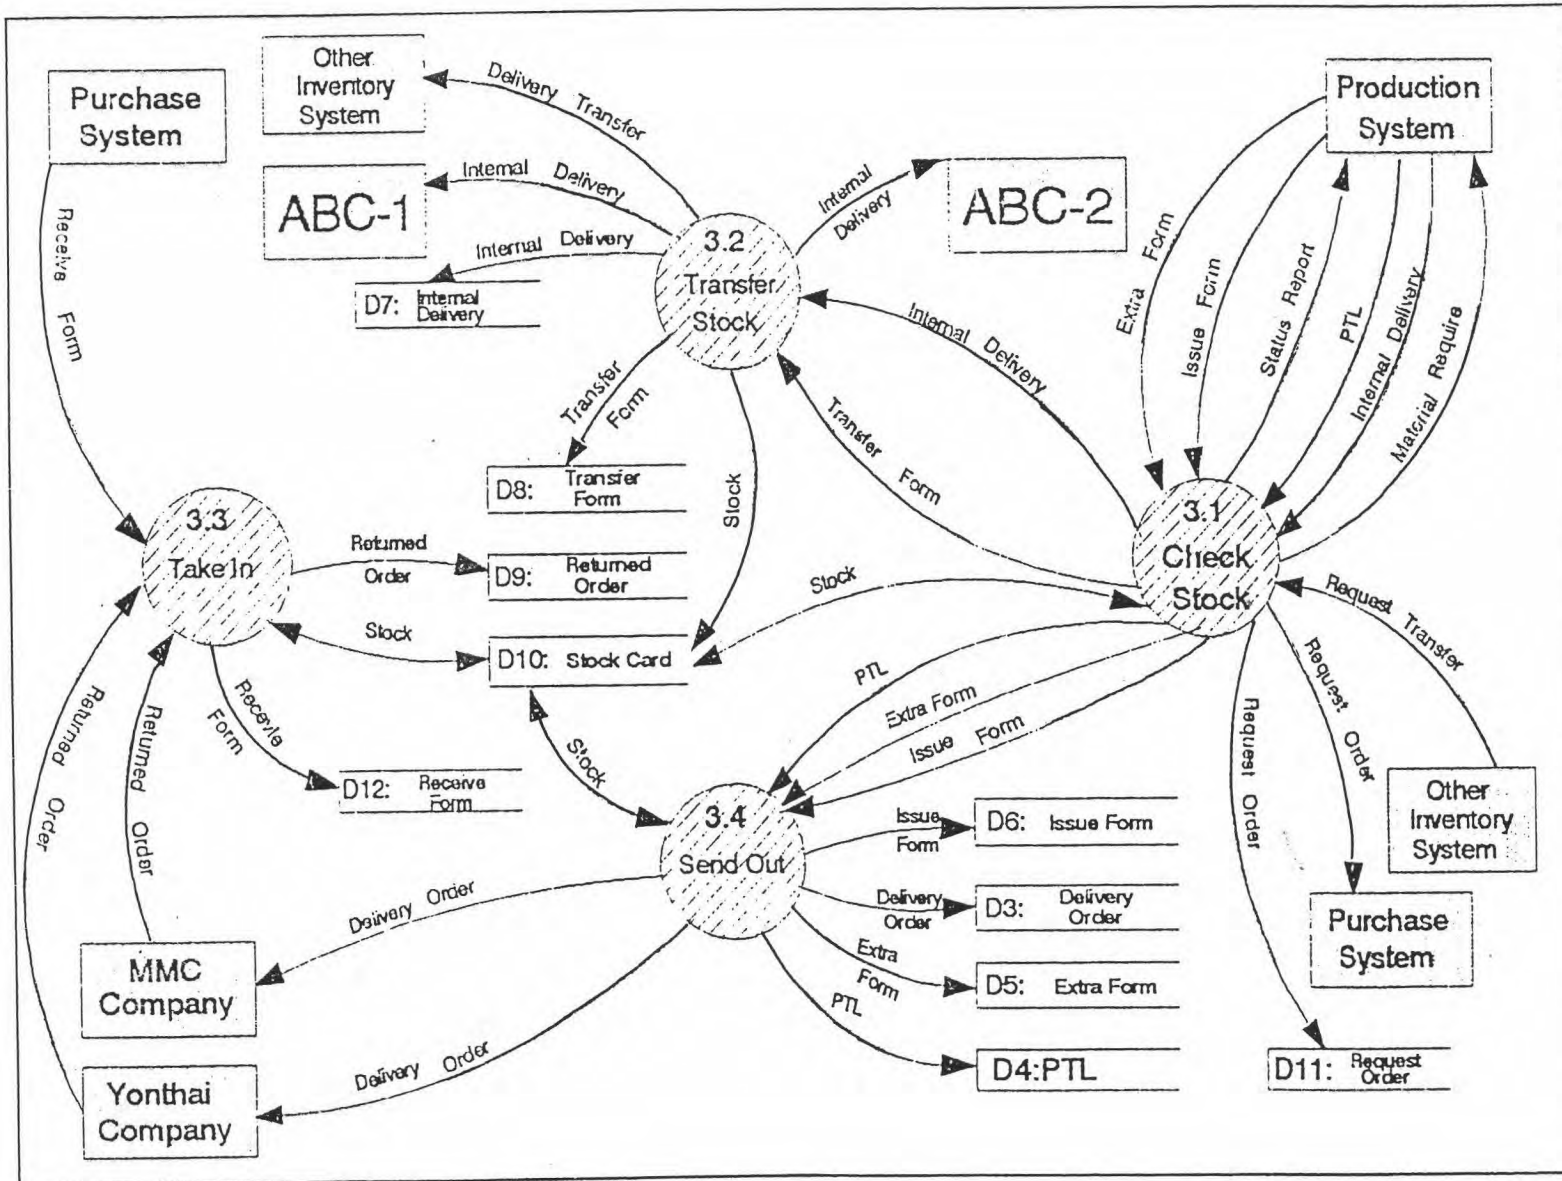 Other
Inventory
System
Purchase
System
Production
System
Delivery Transfer
ABC-1
Internal Delivery
Internal Delivery
D7: Internal
Delivery
3.2
Transfer
Stock
Internal
Delivery
ABC-2
Receive Form
Extra Form
Issue Form
Status Report
PTL
Internal Delivery
Material Require
Internal Delivery
Transfer Form
Transfer
Form
D8: Transfer
Form
Stock
3.3
Take In
Returned
Order
D9: Returned
Order
3.1
Check
Stock
Stock
Stock
D10: Stock Card
Request Transfer
Request Order
Request Order
PTL
Extra Form
Issue Form
Receive
Form
D12: Receive
Form
Stock
Returned Order
Returned Order
3.4
Send Out
Issue
Form
D6: Issue Form
Other
Inventory
System
Delivery Order
Delivery
Order
D3: Delivery
Order
Purchase
System
MMC
Company
Extra
Form
D5: Extra Form
PTL
D4:PTL
D11: Request
Order
Delivery Order
Yonthai
Company